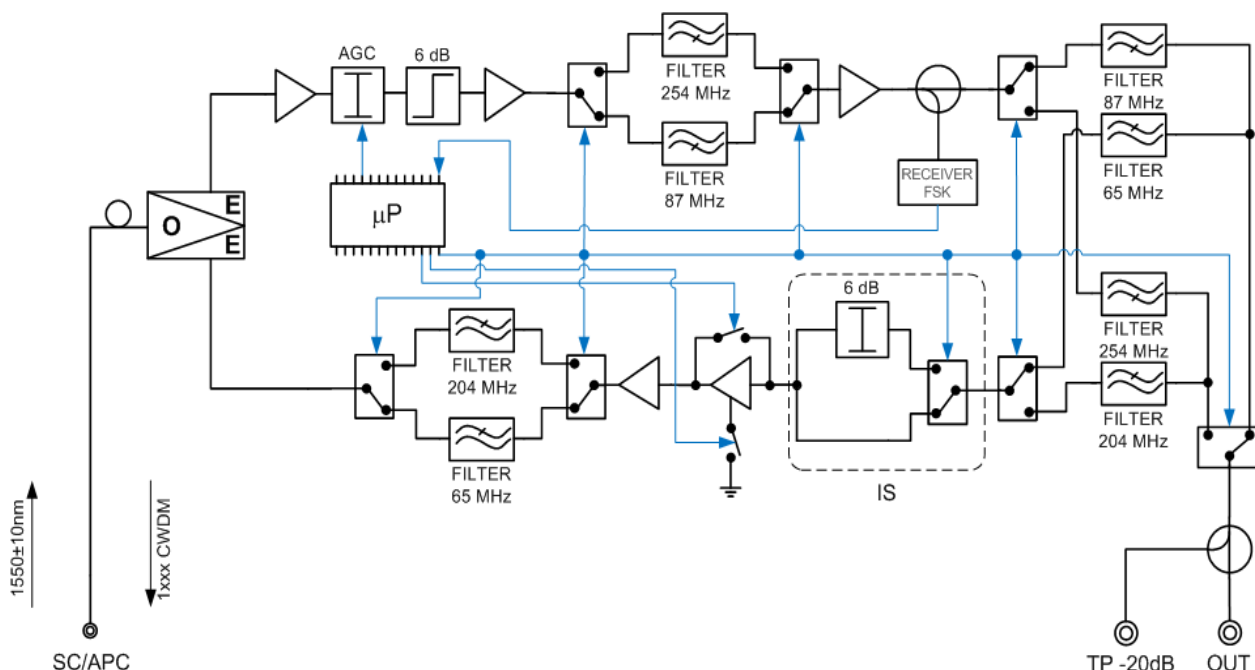 AGC
6 dB
FILTER
254 MHz
FILTER
87 MHz
RECEIVER
FSK
FILTER
87 MHz
FILTER
65 MHz
µP
O
E
E
6 dB
FILTER
204 MHz
FILTER
65 MHz
IS
FILTER
254 MHz
FILTER
204 MHz
1550±10nm
1xxx CWDM
SC/APC
TP -20dB
OUT